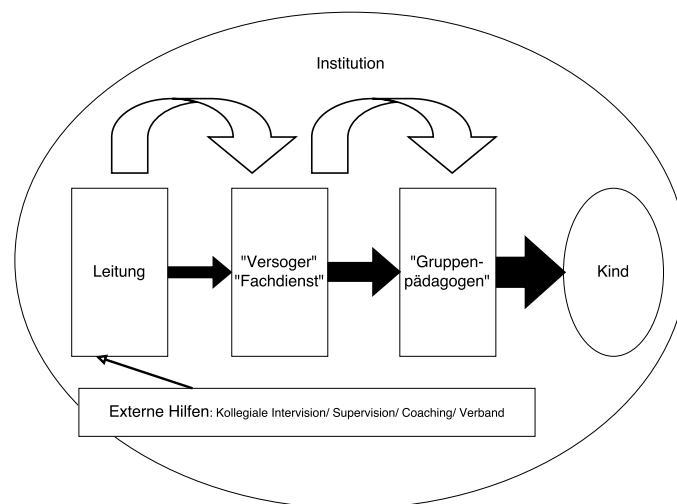 Institution
Leitung
"Versoger"
"Fachdienst"
"Gruppen-
pädagogen"
Kind
Externe Hilfen: Kollegiale Intervision/ Supervision/ Coaching/ Verband